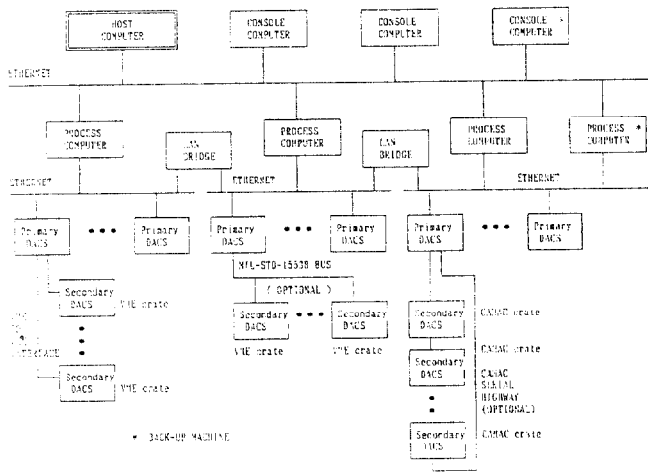 HOST CONSOLE CONSOLE CONSOLE *
COMPUTER COMPUTER COMPUTER COMPUTER
ETHERNET
PROCESS PROCESS PROCESS PROCESS *
COMPUTER COMPUTER COMPUTER COMPUTER
LAN LAN
BRIDGE BRIDGE
ETHERNET ETHERNET ETHERNET
Primary Primary Primary Primary Primary Primary
DACS DACS DACS DACS DACS DACS
BUS
( OPTIONAL )
Secondary
DACS VME crate
Secondary Secondary
DACS DACS
VME crate VME crate
Secondary
DACS CAMAC crate
INTERFACE
Secondary
DACS VME crate
Secondary
DACS CAMAC crate
CAMAC
SERIAL
HIGHWAY
(OPTIONAL)
Secondary
DACS CAMAC crate
* BACK-UP MACHINE